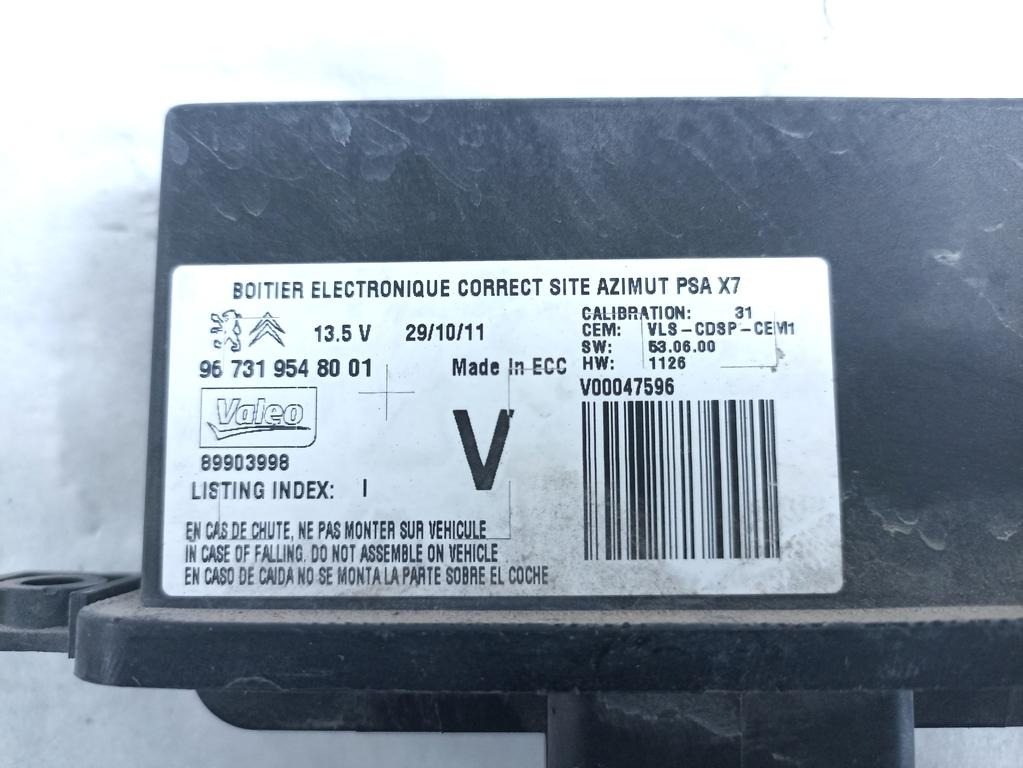 BOITIER ELECTRONIQUE CORRECT SITE AZIMUT PSA X7
13.5 V 29/10/11
96 731 954 80 01 Made In ECC
CALIBRATION: 31
CEM: VLS-CDSP-CEM1
SW: 53.06.00
HW: 1126
V00047596
Valeo
V
89903998
LISTING INDEX: I
EN CAS DE CHUTE, NE PAS MONTER SUR VEHICULE
IN CASE OF FALLING. DO NOT ASSEMBLE ON VEHICLE
EN CASO DE CAIDA NO SE MONTA LA PARTE SOBRE EL COCHE